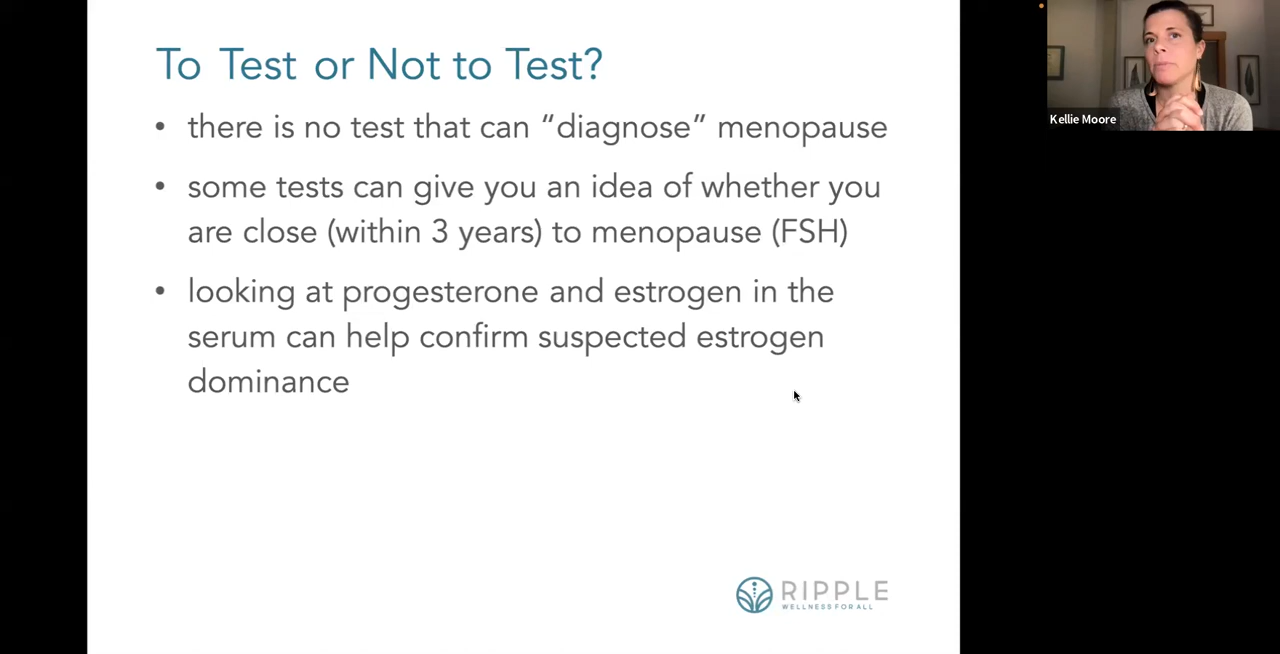 To Test or Not to Test?
• there is no test that can “diagnose” menopause
• some tests can give you an idea of whether you
are close (within 3 years) to menopause (FSH)
• looking at progesterone and estrogen in the
serum can help confirm suspected estrogen
dominance
RIPPLE
WELLNESS FOR ALL
Kellie Moore